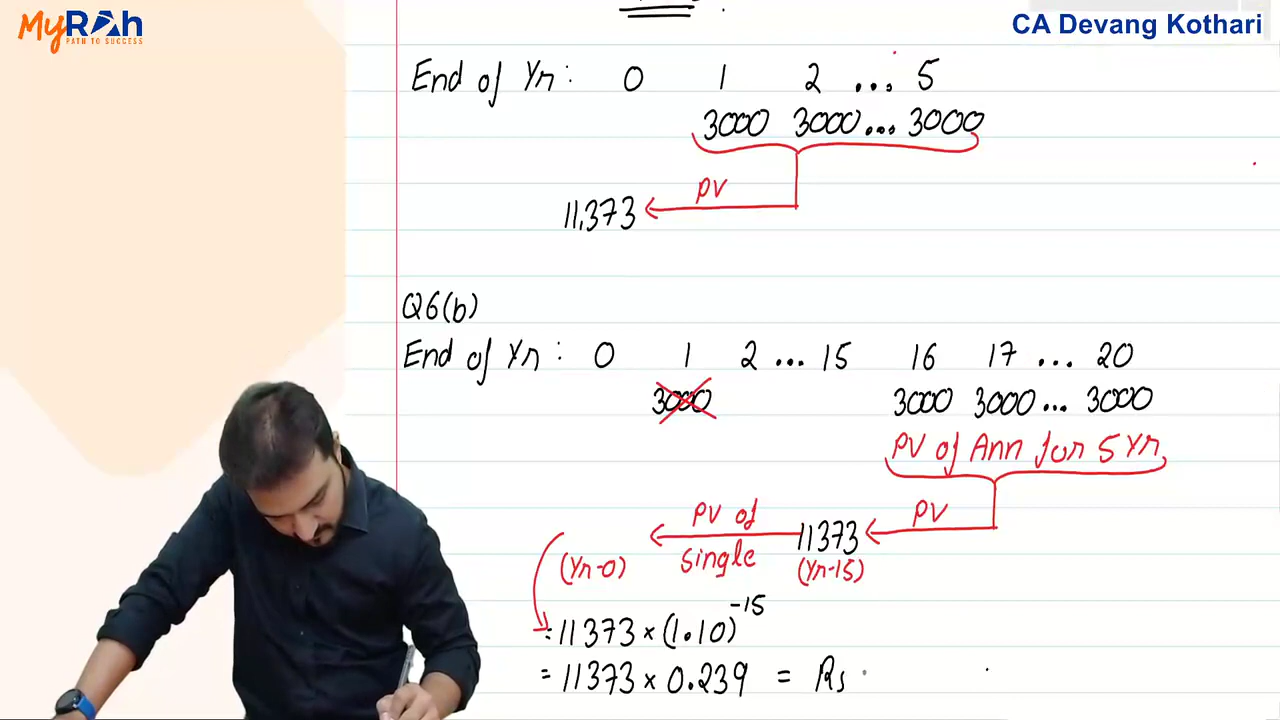 MyRAh
PATH TO SUCCESS
CA Devang Kothari
End of Yr: 0 1 2 ... 5
3000 3000... 3000
PV
11,373
Q6(b)
End of Yr: 0 1 2 ... 15 16 17 ... 20
3000 3000 3000... 3000
PV of Ann for 5 Yr
PV of single
PV
11373
(Yr-0)
(Yr-15)
= 11373 × (1.10)^-15
= 11373 × 0.239 = Rs